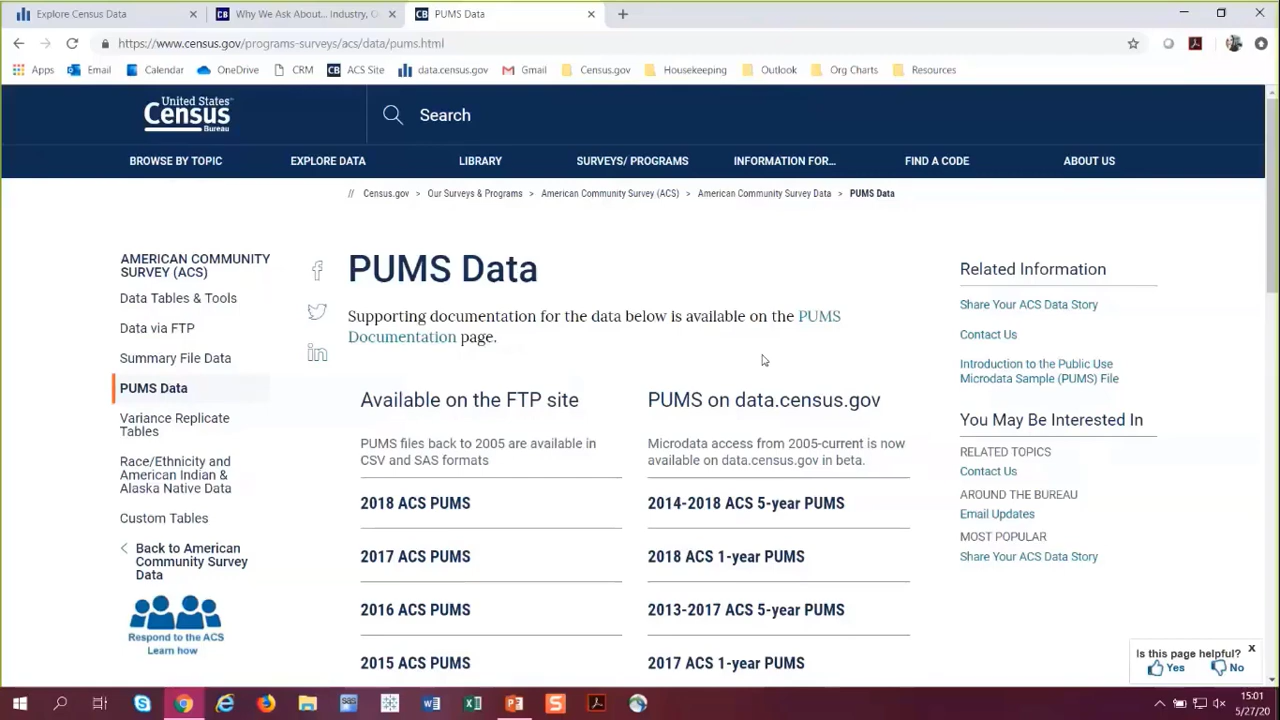 Explore Census Data
Why We Ask About... Industry, O
PUMS Data
https://www.census.gov/programs-surveys/acs/data/pums.html
Apps
Email
Calendar
OneDrive
CRM
ACS Site
data.census.gov
Gmail
Census.gov
Housekeeping
Outlook
Org Charts
Resources
United States
Census
Bureau
Search
BROWSE BY TOPIC
EXPLORE DATA
LIBRARY
SURVEYS/ PROGRAMS
INFORMATION FOR...
FIND A CODE
ABOUT US
// Census.gov > Our Surveys & Programs > American Community Survey (ACS) > American Community Survey Data > PUMS Data
AMERICAN COMMUNITY
SURVEY (ACS)
Data Tables & Tools
Data via FTP
Summary File Data
PUMS Data
Variance Replicate
Tables
Race/Ethnicity and
American Indian &
Alaska Native Data
Custom Tables
Back to American
Community Survey
Data
Respond to the ACS
Learn how
PUMS Data
Supporting documentation for the data below is available on the PUMS
Documentation page.
Available on the FTP site
PUMS files back to 2005 are available in
CSV and SAS formats
2018 ACS PUMS
2017 ACS PUMS
2016 ACS PUMS
2015 ACS PUMS
PUMS on data.census.gov
Microdata access from 2005-current is now
available on data.census.gov in beta.
2014-2018 ACS 5-year PUMS
2018 ACS 1-year PUMS
2013-2017 ACS 5-year PUMS
2017 ACS 1-year PUMS
Related Information
Share Your ACS Data Story
Contact Us
Introduction to the Public Use
Microdata Sample (PUMS) File
You May Be Interested In
RELATED TOPICS
Contact Us
AROUND THE BUREAU
Email Updates
MOST POPULAR
Share Your ACS Data Story
Is this page helpful? x
Yes No
15:01
5/27/20